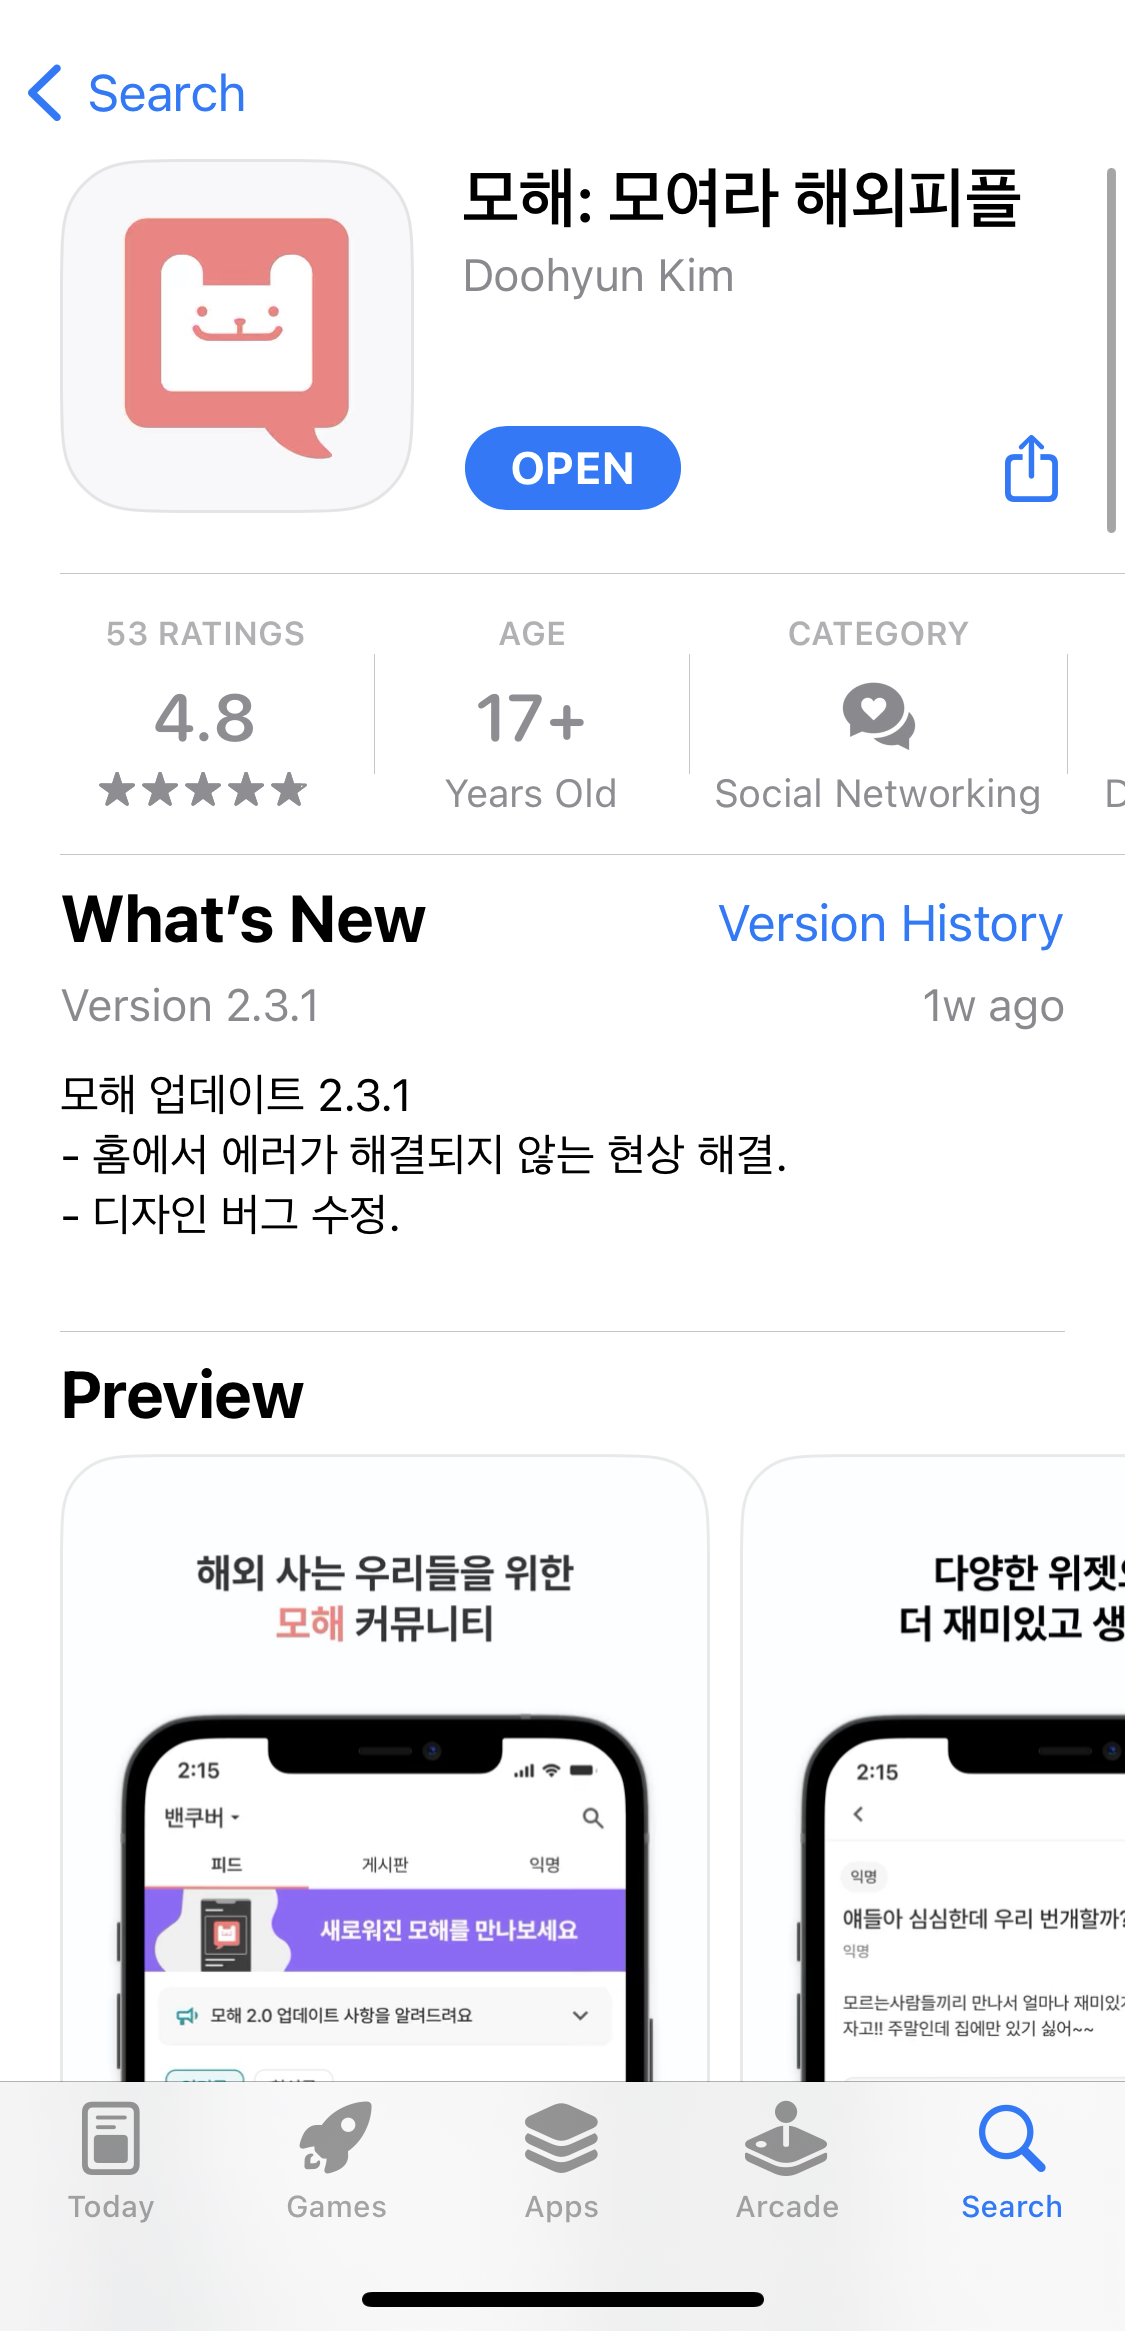 Search
모해: 모여라 해외피플
Doohyun Kim
OPEN
53 RATINGS
AGE
CATEGORY
4.8
17+
Years Old
Social Networking
D
What's New
Version History
Version 2.3.1
1w ago
모해 업데이트 2.3.1
- 홈에서 에러가 해결되지 않는 현상 해결.
- 디자인 버그 수정.
Preview
해외 사는 우리들을 위한
모해 커뮤니티
2:15
밴쿠버
피드
게시판
익명
새로워진 모해를 만나보세요
모해 2.0 업데이트 사항을 알려드려요
다양한 위젯으
더 재미있고 생
2:15
익명
얘들아 심심한데 우리 번개할까?
익명
모르는사람들끼리 만나서 얼마나 재미있
자고!! 주말인데 집에만 있기 싫어~~
Today
Games
Apps
Arcade
Search